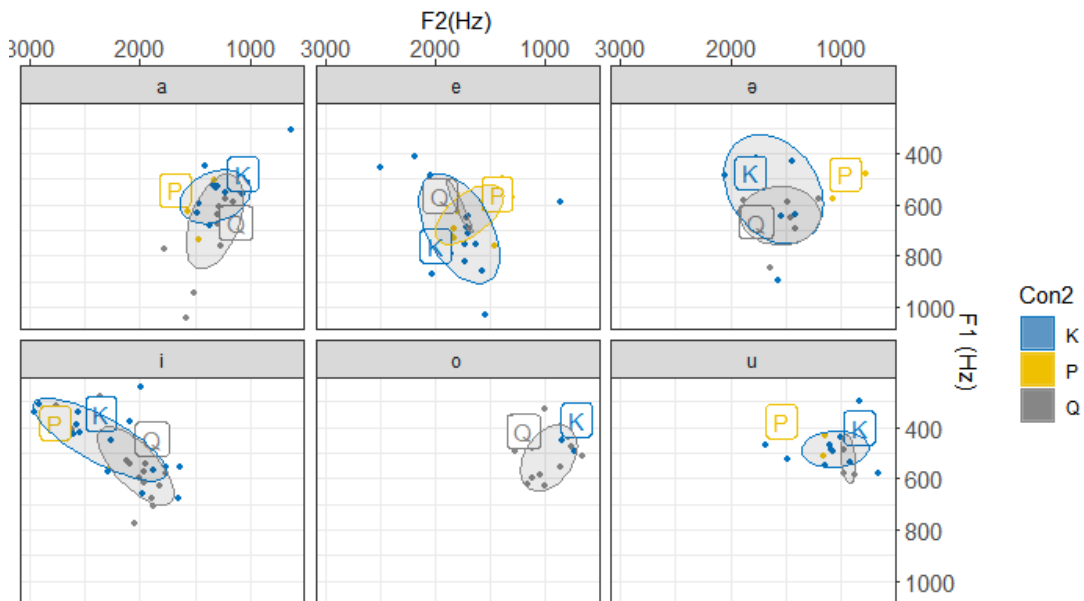 F2(Hz)
3000 2000 1000 3000 2000 1000 3000 2000 1000
a e ə
K P Q
Q P K
K P Q
400
600
800
1000
F1 (Hz)
Con2
K
P
Q
i o u
P K Q
Q K
P K
400
600
800
1000